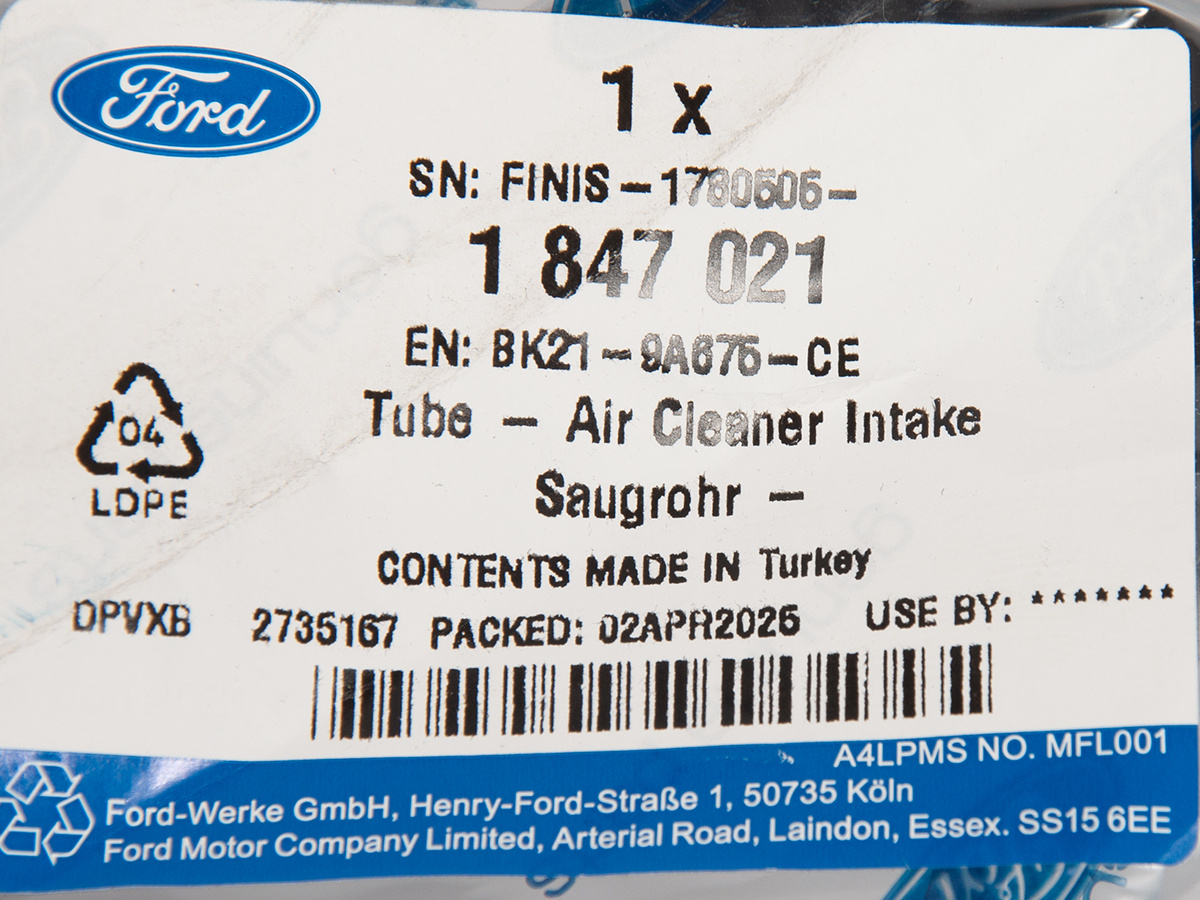 Ford
1 x
SN: FINIS-1780505-
1 847 021
EN: BK21-9A675-CE
Tube - Air Cleaner Intake
Saugrohr -
04
LDPE
CONTENTS MADE IN Turkey
DPVXB 2735167 PACKED: 02APR2025 USE BY: *******
A4LPMS NO. MFL001
Ford-Werke GmbH, Henry-Ford-Straße 1, 50735 Köln
Ford Motor Company Limited, Arterial Road, Laindon, Essex. SS15 6EE